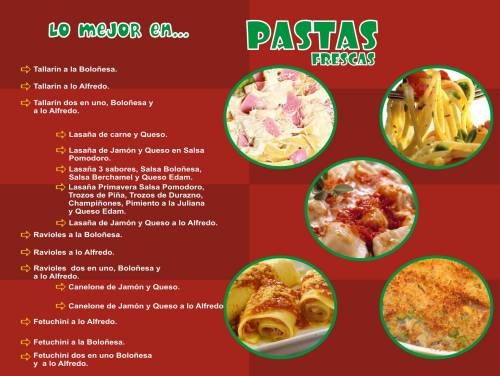 Lo mejor en...
PASTAS
FRESCAS
Tallarin a la Boloñesa.
Tallarin a lo Alfredo.
Tallarin dos en uno, Boloñesa y
a lo Alfredo.
Lasaña de carne y Queso.
Lasaña de Jamón y Queso en Salsa
Pomodoro.
Lasaña 3 sabores, Salsa Boloñesa,
Salsa Berchamel y Queso Edam.
Lasaña Primavera Salsa Pomodoro,
Trozos de Piña, Trozos de Durazno,
Champiñones, Pimiento a la Juliana
y Queso Edam.
Lasaña de Jamón y Queso a lo Alfredo.
Ravioles a la Boloñesa.
Ravioles a lo Alfredo.
Ravioles dos en uno, Boloñesa y
a lo Alfredo.
Canelone de Jamón y Queso.
Canelone de Jamón y Queso a lo Alfredo
Fetuchini a lo Alfredo.
Fetuchini a la Boloñesa.
Fetuchini dos en uno Boloñesa
y a lo Alfredo.